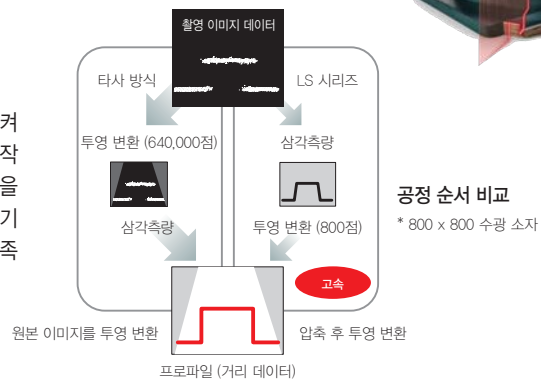 촬영 이미지 데이터
타사 방식
LS 시리즈
켜
작
을
기
족
투영 변환 (640,000점)
삼각측량
삼각측량
투영 변환 (800점)
공정 순서 비교
* 800 x 800 수광 소자
고속
원본 이미지를 투영 변환
압축 후 투영 변환
프로파일 (거리 데이터)